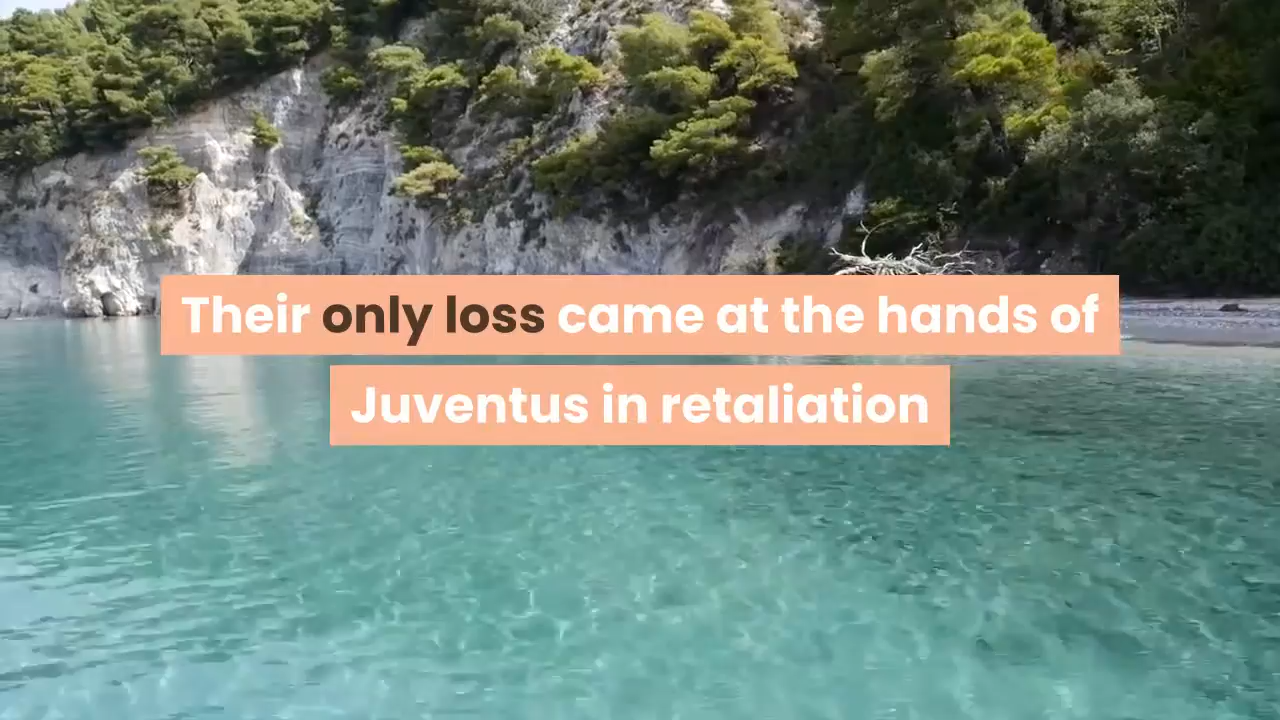 Their only loss came at the hands of
Juventus in retaliation